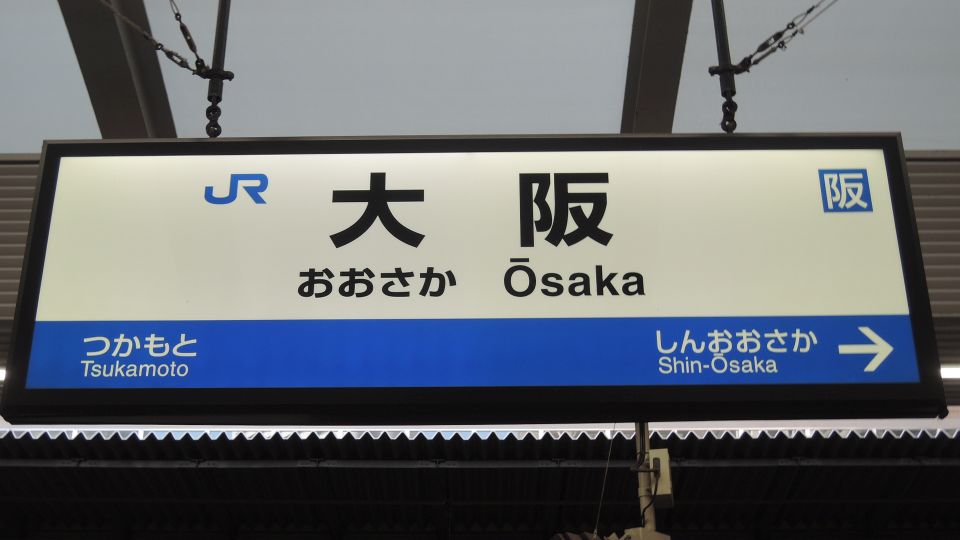 JR 大阪 阪
おおさか Ōsaka
つかもと しんおおさか →
Tsukamoto Shin-Ōsaka